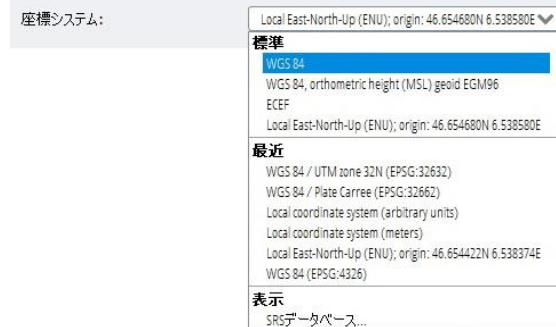 座標システム:
Local East-North-Up (ENU); origin: 46.654680N 6.538580E
標準
WGS 84
WGS 84, orthometric height (MSL) geoid EGM96
ECEF
Local East-North-Up (ENU); origin: 46.654680N 6.538580E
最近
WGS 84 / UTM zone 32N (EPSG:32632)
WGS 84 / Plate Carree (EPSG:32662)
Local coordinate system (arbitrary units)
Local coordinate system (meters)
Local East-North-Up (ENU); origin: 46.654422N 6.538374E
WGS 84 (EPSG:4326)
表示
SRSデータベース...